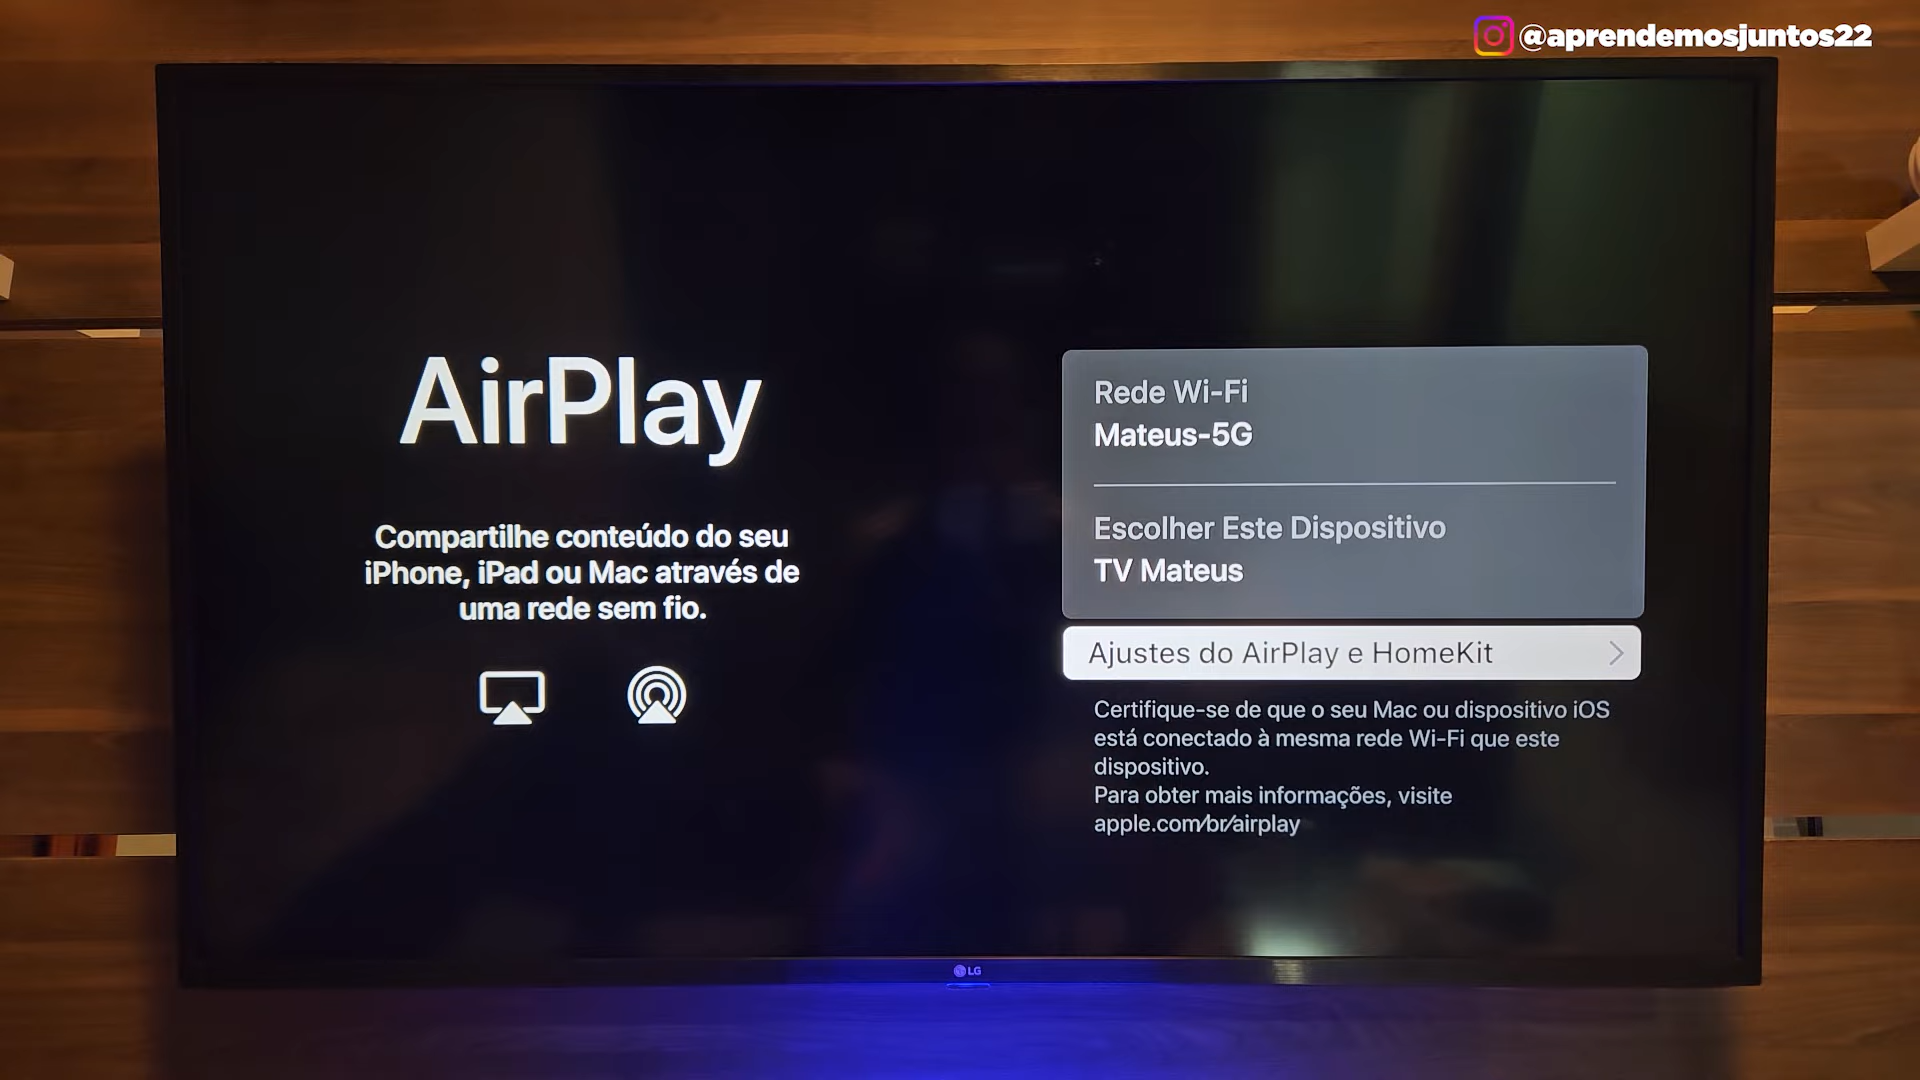 @aprendemosjuntos22
AirPlay
Compartilhe conteúdo do seu
iPhone, iPad ou Mac através de
uma rede sem fio.
Rede Wi-Fi
Mateus-5G
Escolher Este Dispositivo
TV Mateus
Ajustes do AirPlay e HomeKit
Certifique-se de que o seu Mac ou dispositivo iOS
está conectado à mesma rede Wi-Fi que este
dispositivo.
Para obter mais informações, visite
apple.com/br/airplay
LG